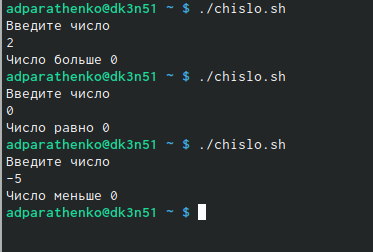 adparathenko@dk3n51 ~ $ ./chislo.sh
Введите число
2
Число больше 0
adparathenko@dk3n51 ~ $ ./chislo.sh
Введите число
0
Число равно 0
adparathenko@dk3n51 ~ $ ./chislo.sh
Введите число
-5
Число меньше 0
adparathenko@dk3n51 ~ $